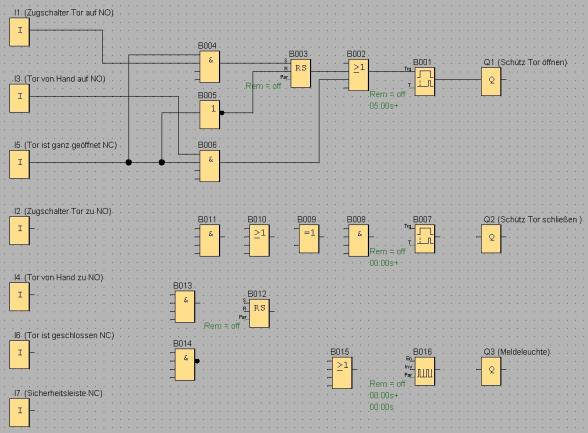 I1 (Zugschalter Tor auf NO)
I
B004
&
B003
S
R
Par
RS
Rem = off
B002
≥1
B001
Trg
T
Rem = off
05:00s+
Q1 (Schütz Tor öffnen)
Q
I3 (Tor von Hand auf NO)
I
B005
1
I5 (Tor ist ganz geöffnet NC)
I
B006
&
I2 (Zugschalter Tor zu NO)
I
B011
&
B010
≥1
B009
=1
B008
&
B007
Trg
T
Rem = off
00:00s+
Q2 (Schütz Tor schließen )
Q
I4 (Tor von Hand zu NO)
I
B013
&
B012
S
R
Par
RS
Rem = off
I6 (Tor ist geschlossen NC)
I
B014
&
B015
≥1
B016
En
Inv
Par
Rem = off
00:00s+
00:00s
Q3 (Meldeleuchte)
Q
I7 (Sicherheitsleiste NC)
I